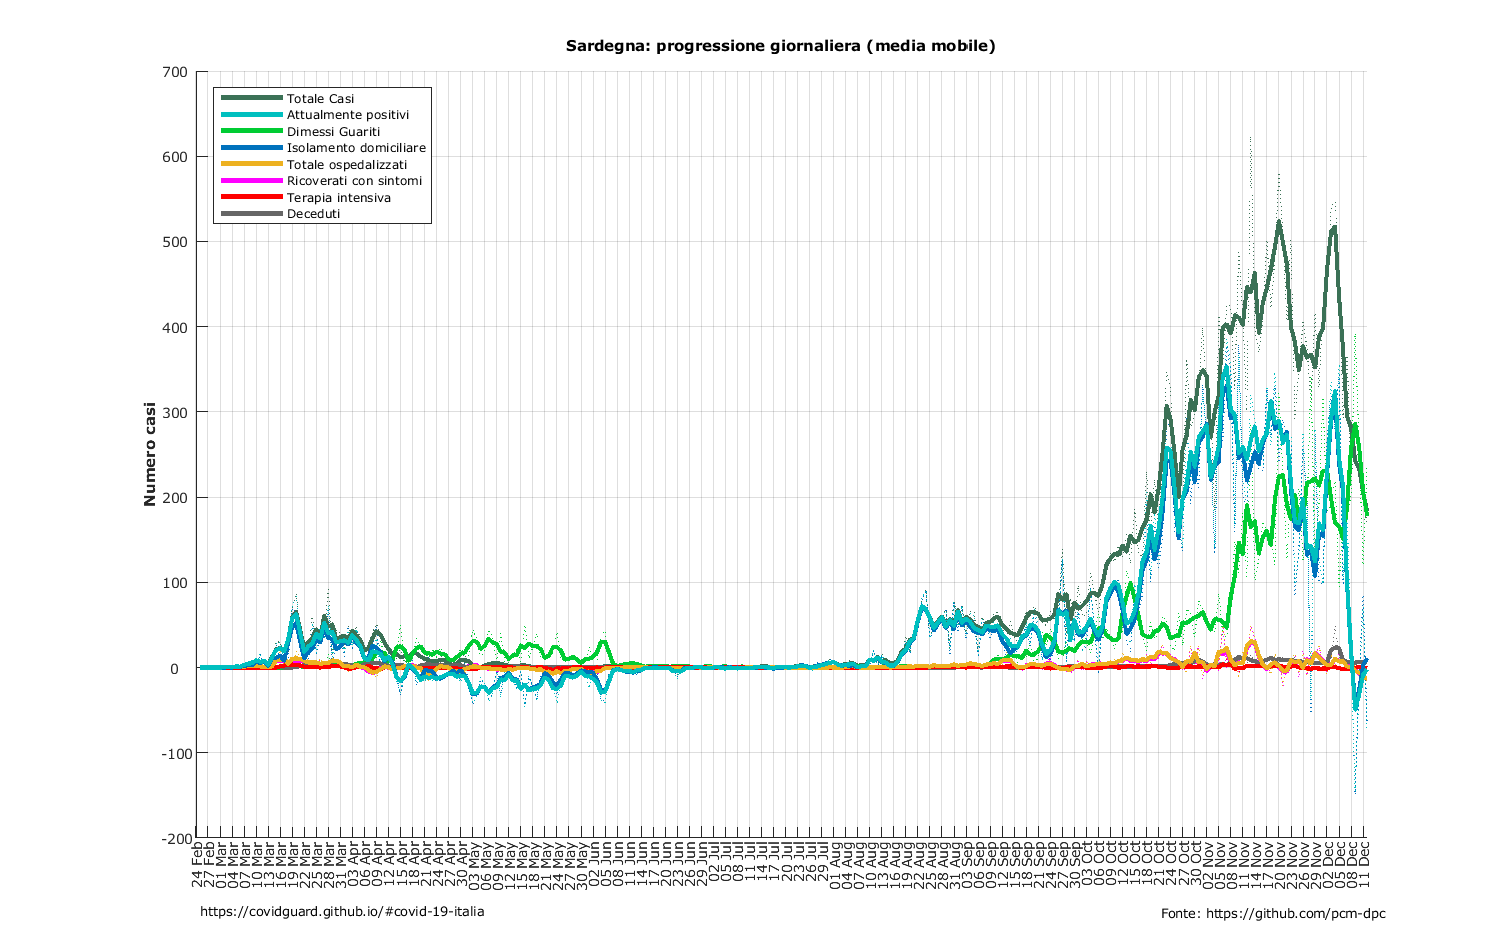 Sardegna: progressione giornaliera (media mobile)
700
600
500
400
300
200
100
0
-100
-200
Numero casi
Totale Casi
Attualmente positivi
Dimessi Guariti
Isolamento domiciliare
Totale ospedalizzati
Ricoverati con sintomi
Terapia intensiva
Deceduti
24 Feb
27 Feb
01 Mar
04 Mar
07 Mar
10 Mar
13 Mar
16 Mar
19 Mar
22 Mar
25 Mar
28 Mar
31 Mar
03 Apr
06 Apr
09 Apr
12 Apr
15 Apr
18 Apr
21 Apr
24 Apr
27 Apr
30 Apr
03 May
06 May
09 May
12 May
15 May
18 May
21 May
24 May
27 May
30 May
02 Jun
05 Jun
08 Jun
11 Jun
14 Jun
17 Jun
20 Jun
23 Jun
26 Jun
29 Jun
02 Jul
05 Jul
08 Jul
11 Jul
14 Jul
17 Jul
20 Jul
23 Jul
26 Jul
29 Jul
01 Aug
04 Aug
07 Aug
10 Aug
13 Aug
16 Aug
19 Aug
22 Aug
25 Aug
28 Aug
31 Aug
03 Sep
06 Sep
09 Sep
12 Sep
15 Sep
18 Sep
21 Sep
24 Sep
27 Sep
30 Sep
03 Oct
06 Oct
09 Oct
12 Oct
15 Oct
18 Oct
21 Oct
24 Oct
27 Oct
30 Oct
02 Nov
05 Nov
08 Nov
11 Nov
14 Nov
17 Nov
20 Nov
23 Nov
26 Nov
29 Nov
02 Dec
05 Dec
08 Dec
11 Dec
https://covidguard.github.io/#covid-19-italia
Fonte: https://github.com/pcm-dpc